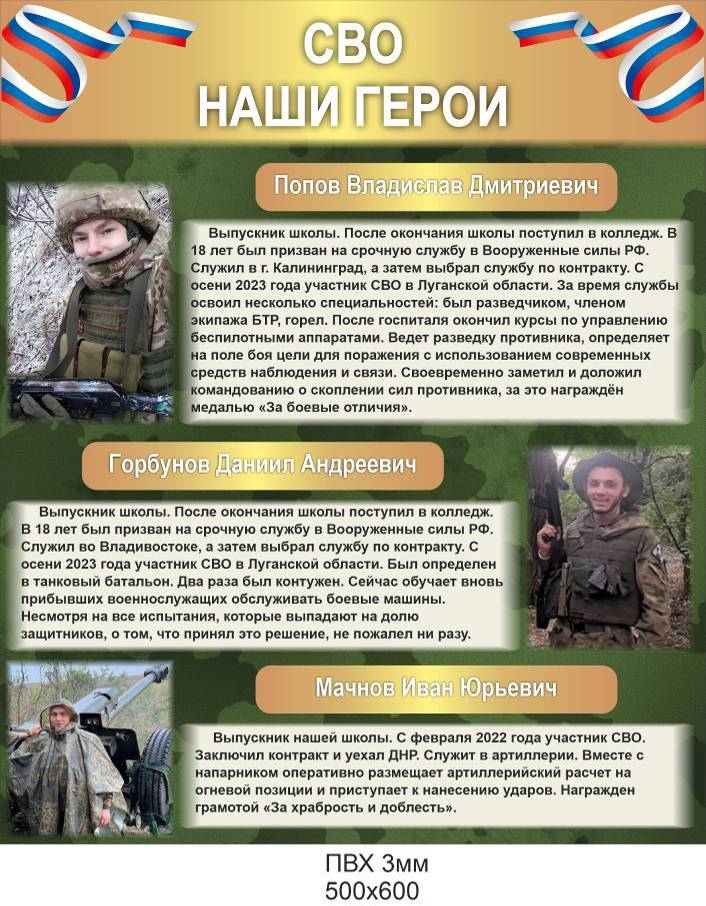 СВО
НАШИ ГЕРОИ
Попов Владислав Дмитриевич
Выпускник школы. После окончания школы поступил в колледж. В
18 лет был призван на срочную службу в Вооруженные силы РФ.
Служил в г. Калининград, а затем выбрал службу по контракту. С
осени 2023 года участник СВО в Луганской области. За время службы
освоил несколько специальностей: был разведчиком, членом
экипажа БТР, горел. После госпиталя окончил курсы по управлению
беспилотными аппаратами. Ведет разведку противника, определяет
на поле боя цели для поражения с использованием современных
средств наблюдения и связи. Своевременно заметил и доложил
командованию о скоплении сил противника, за это награждён
медалью «За боевые отличия».
Горбунов Даниил Андреевич
Выпускник школы. После окончания школы поступил в колледж.
В 18 лет был призван на срочную службу в Вооруженные силы РФ.
Служил во Владивостоке, а затем выбрал службу по контракту. С
осени 2023 года участник СВО в Луганской области. Был определен
в танковый батальон. Два раза был контужен. Сейчас обучает вновь
прибывших военнослужащих обслуживать боевые машины.
Несмотря на все испытания, которые выпадают на долю
защитников, о том, что принял это решение, не пожалел ни разу.
Мачнов Иван Юрьевич
Выпускник нашей школы. С февраля 2022 года участник СВО.
Заключил контракт и уехал ДНР. Служит в артиллерии. Вместе с
напарником оперативно размещает артиллерийский расчет на
огневой позиции и приступает к нанесению ударов. Награжден
грамотой «За храбрость и доблесть».
ПВХ 3мм
500х600